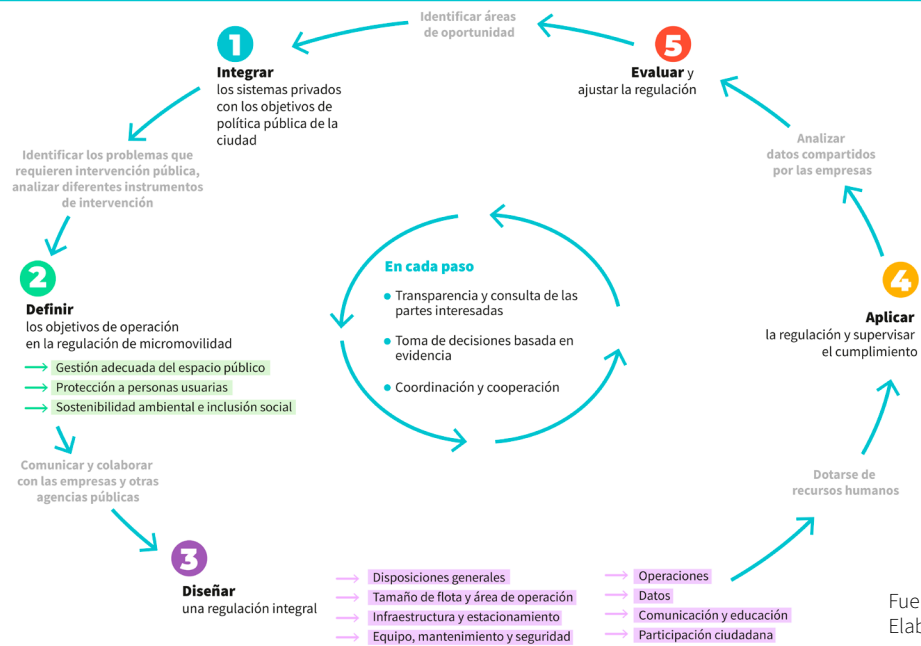 Identificar áreas
de oportunidad
1
Integrar
los sistemas privados
con los objetivos de
política pública de la
ciudad
5
Evaluar y
ajustar la regulación
Identificar los problemas que
requieren intervención pública,
analizar diferentes instrumentos
de intervención
Analizar
datos compartidos
por las empresas
2
Definir
los objetivos de operación
en la regulación de micromovilidad
Gestión adecuada del espacio público
Protección a personas usuarias
Sostenibilidad ambiental e inclusión social
En cada paso
Transparencia y consulta de las
partes interesadas
Toma de decisiones basada en
evidencia
Coordinación y cooperación
4
Aplicar
la regulación y supervisar
el cumplimiento
Comunicar y colaborar
con las empresas y otras
agencias públicas
Dotarse de
recursos humanos
3
Diseñar
una regulación integral
Disposiciones generales
Tamaño de flota y área de operación
Infraestructura y estacionamiento
Equipo, mantenimiento y seguridad
Operaciones
Datos
Comunicación y educación
Participación ciudadana
Fue
Elab